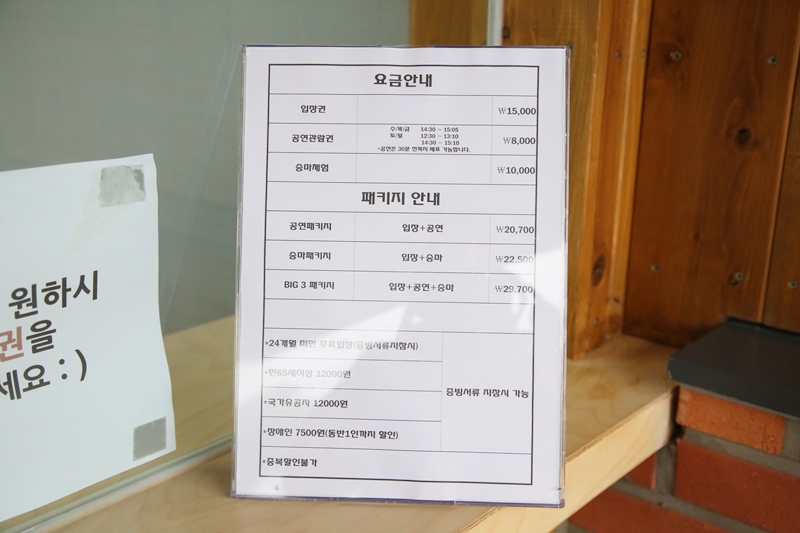 원하시
권을
세요 : )
요금안내
입장권 ₩15,000
공연관람권 수/목/금 14:30 ~ 15:05 ₩8,000
토/일 12:30 ~ 13:10
14:30 ~ 15:10
*공연은 30분 전까지 매표 가능합니다.
승마체험 ₩10,000
패키지 안내
공연패키지 입장+공연 ₩20,700
승마패키지 입장+승마 ₩22,500
BIG 3 패키지 입장+공연+승마 ₩29,700
*24개월 미만 무료입장(증빙서류지참시)
*만65세이상 12000원
*국가유공자 12000원
증빙서류 지참시 가능
*장애인 7500원(동반1인까지 할인)
*중복할인불가